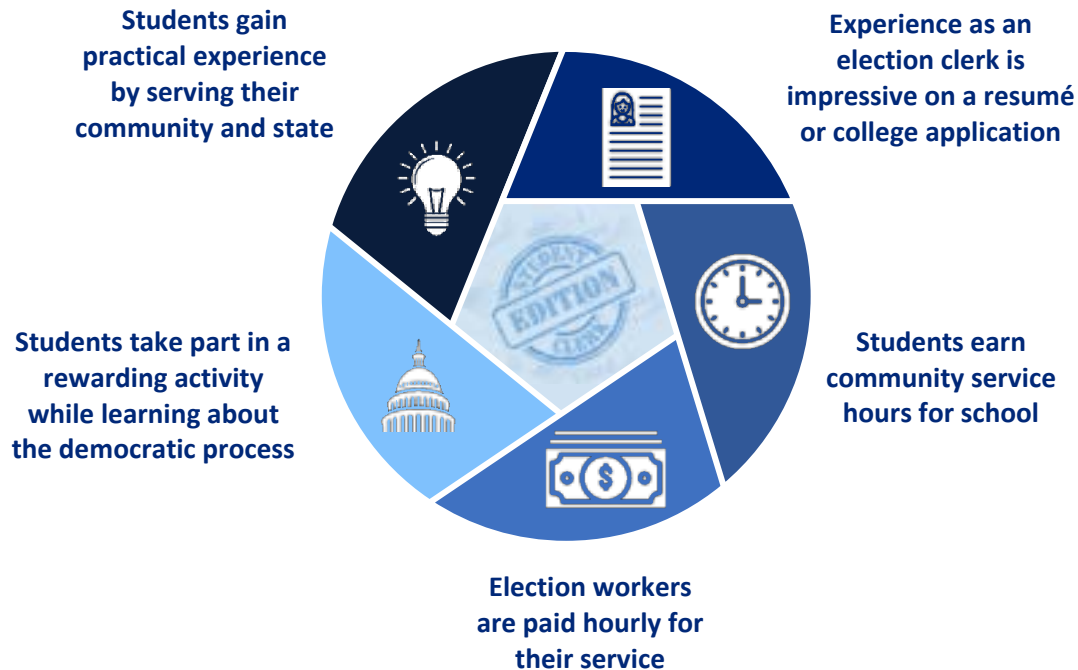 Students gain
practical experience
by serving their
community and state
Experience as an
election clerk is
impressive on a resumé
or college application
STUDENT
EDITION
CLERK
Students take part in a
rewarding activity
while learning about
the democratic process
Students earn
community service
hours for school
$
Election workers
are paid hourly for
their service